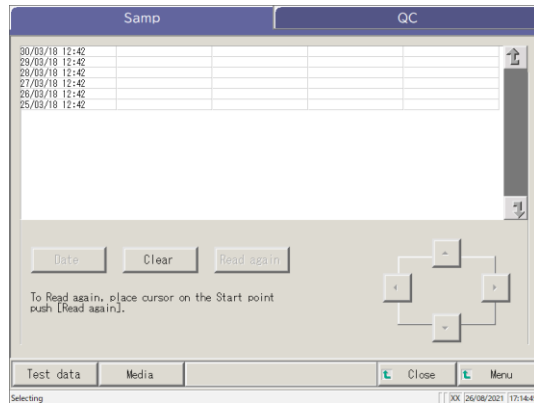 Samp QC
30/03/18 12:42
29/03/18 12:42
28/03/18 12:42
27/03/18 12:42
26/03/18 12:42
25/03/18 12:42
Date Clear Read again
To Read again, place cursor on the Start point
push [Read again].
Test data Media Close Menu
Selecting XX 26/08/2021 17:14:45